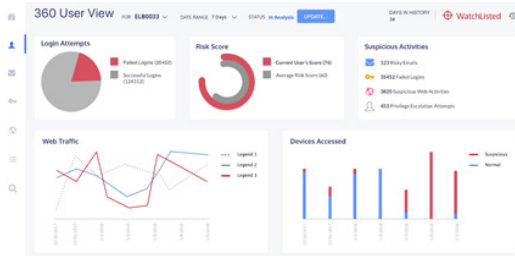 360 User View
FOR ELB0033
DATE RANGE 7 Days
STATUS In Analysis
UPDATE...
DAYS IN HISTORY
34
WatchListed
Login Attempts
Failed Logins (35452)
Successful Logins
(124212)
Risk Score
Current User's Score (76)
Average Risk Score (60)
Suspicious Activities
123 Risky Emails
35452 Failed Logins
3820 Suspicious Web Activities
453 Privilege Escalation Attempts
Web Traffic
Legend 1
Legend 2
Legend 3
Devices Accessed
Suspicious
Normal